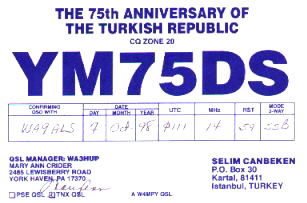 THE 75th ANNIVERSARY OF
THE TURKISH REPUBLIC
CQ ZONE 20
YM75DS
CONFIRMING QSO WITH DATE DAY MONTH YEAR UTC MHz RST MODE 2-WAY
WA9ALS 7 Oct 98 0111 14 59 SSB
QSL MANAGER: WA3HUP
MARY ANN CRIDER
2485 LEWISBERRY ROAD
YORK HAVEN, PA 17370
PSE QSL TNX QSL
A W4MPY QSL
SELIM CANBEKEN
P.O. Box 30
Kartal, 81411
Istanbul, TURKEY